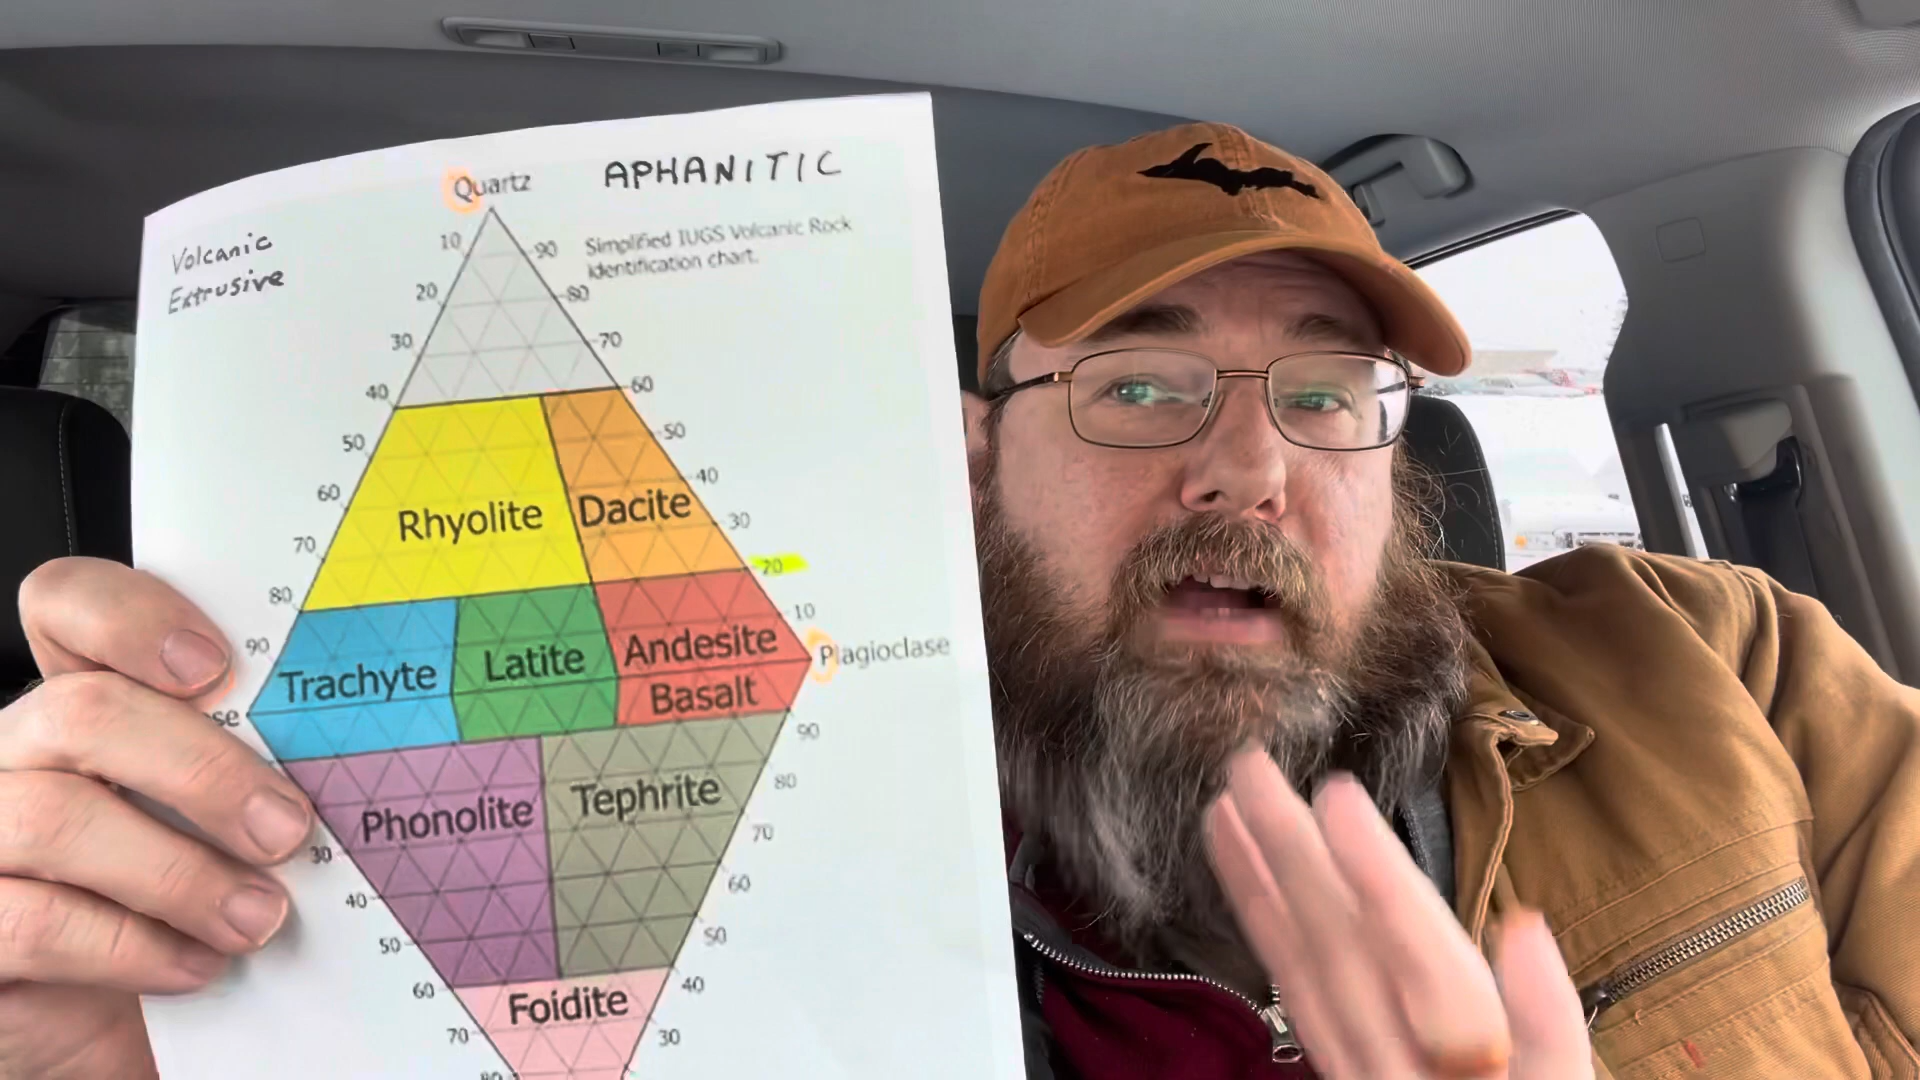 APHANITIC
Quartz
Volcanic
Extrusive
Simplified IUGS Volcanic Rock
Identification chart.
10
90
20
80
30
70
40
60
50
50
60
40
Rhyolite
Dacite
70
30
80
20
90
10
Trachyte
Latite
Andesite
Plagioclase
se
Basalt
90
80
Phonolite
Tephrite
30
70
40
60
50
50
60
40
Foidite
70
30
80